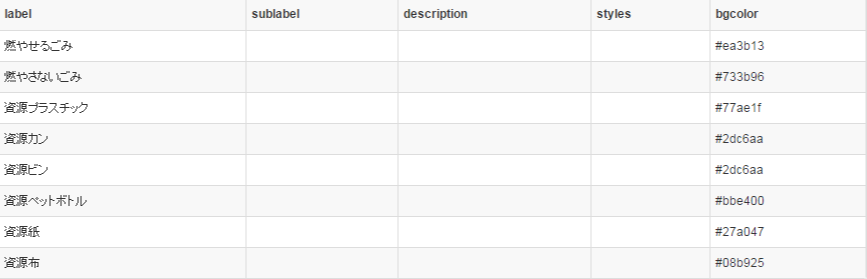 label sublabel description styles bgcolor
燃やせるごみ #ea3b13
燃やさないごみ #733b96
資源プラスチック #77ae1f
資源カン #2dc6aa
資源ビン #2dc6aa
資源ペットボトル #bbe400
資源紙 #27a047
資源布 #08b925